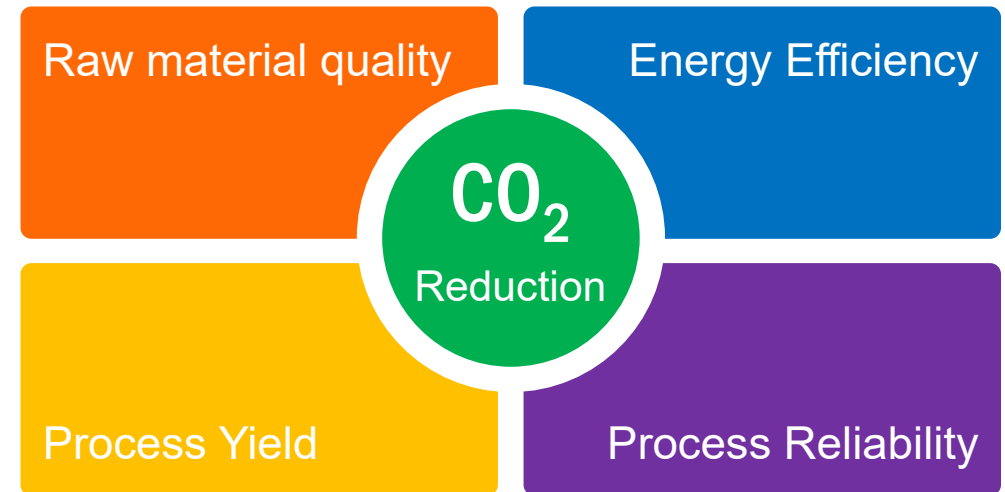 Raw material quality
Energy Efficiency
CO₂
Reduction
Process Yield
Process Reliability